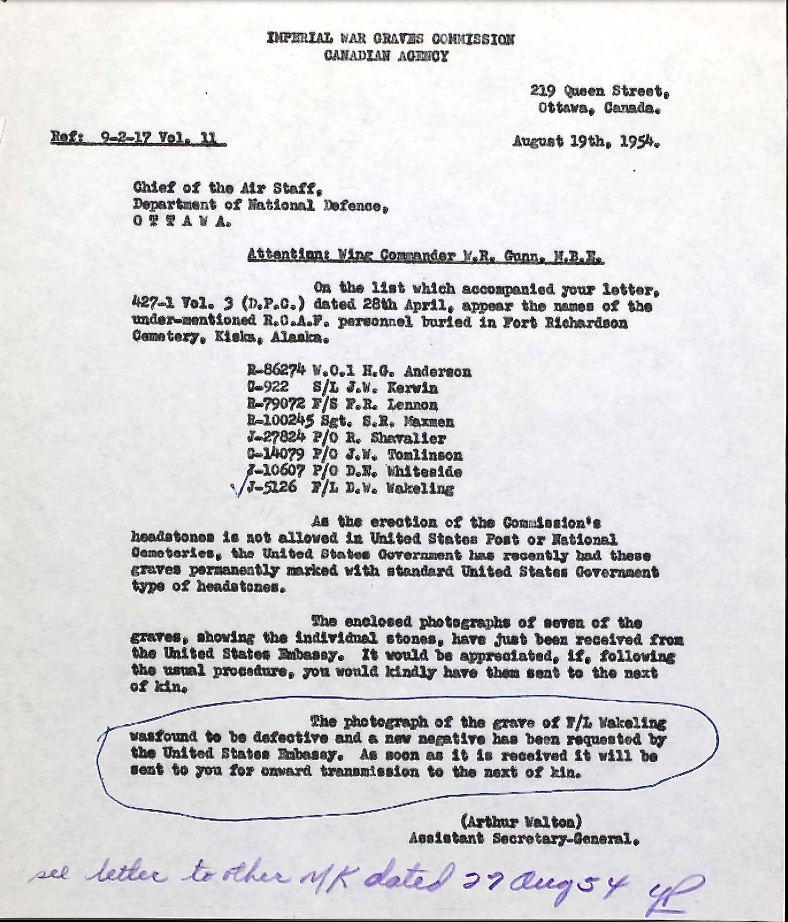 IMPERIAL WAR GRAVES COMMISSION
CANADIAN AGENCY
219 Queen Street,
Ottawa, Canada.
Ref: 9-2-17 Vol. 11
August 19th, 1954.
Chief of the Air Staff,
Department of National Defence,
O T T A W A.
Attention: Wing Commander W.R. Gunn, M.B.E.
On the list which accompanied your letter,
427-1 Vol. 3 (D.P.C.) dated 28th April, appear the names of the
under-mentioned R.C.A.F. personnel buried in Fort Richardson
Cemetery, Kiska, Alaska.
R-86274 W.O.1 H.G. Anderson
C-922 S/L J.W. Kerwin
R-79072 F/S F.R. Lennon
R-100245 Sgt. S.R. Maxmen
J-27824 P/O R. Shavalier
C-14079 P/O J.W. Tomlinson
J-10607 P/O D.N. Whiteside
J-5126 F/L D.W. Wakeling
As the erection of the Commission's
headstones is not allowed in United States Post or National
Cemeteries, the United States Government has recently had these
graves permanently marked with standard United States Government
type of headstones.
The enclosed photographs of seven of the
graves, showing the individual stones, have just been received from
the United States Embassy. It would be appreciated, if, following
the usual procedure, you would kindly have them sent to the next
of kin.
The photograph of the grave of F/L Wakeling
wasfound to be defective and a new negative has been requested by
the United States Embassy. As soon as it is received it will be
sent to you for onward transmission to the next of kin.
(Arthur Walton)
Assistant Secretary-General.
see letter to other N/K dated 27 Aug 54